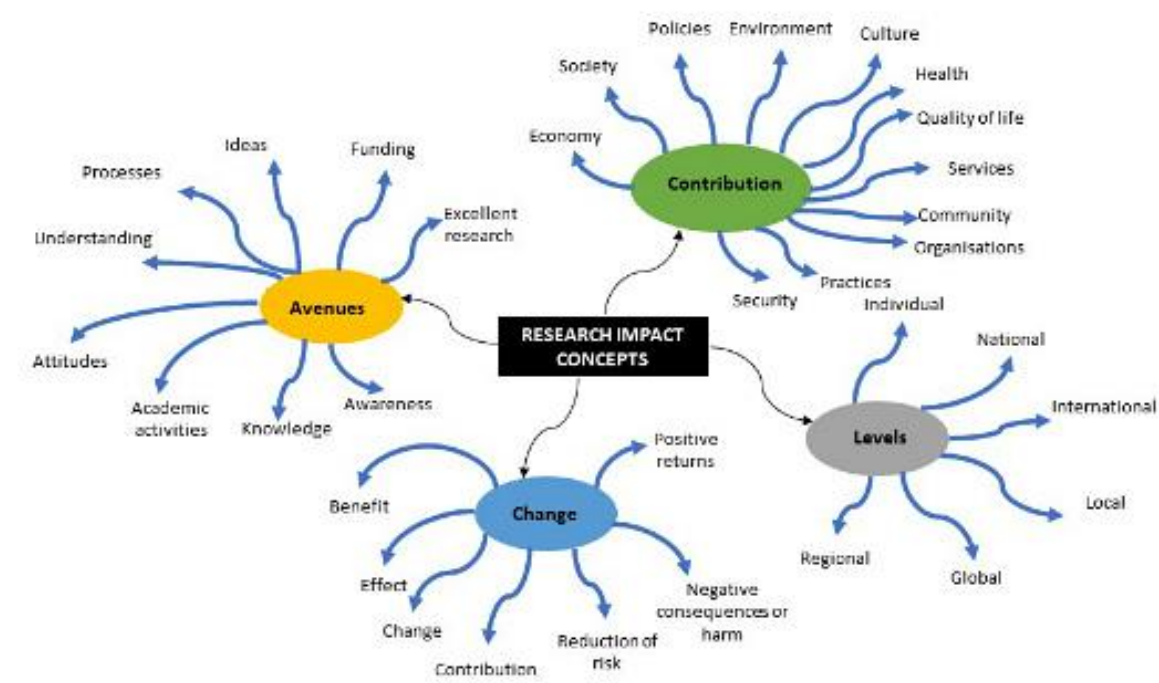 Policies
Environment
Culture
Society
Health
Quality of life
Economy
Services
Contribution
Community
Organisations
Practices
Security
Ideas
Funding
Processes
Excellent
research
Understanding
Avenues
Attitudes
Academic
activities
Knowledge
Awareness
RESEARCH IMPACT
CONCEPTS
Individual
National
International
Levels
Local
Regional
Global
Positive
returns
Benefit
Change
Effect
Change
Contribution
Reduction of
risk
Negative
consequences or
harm